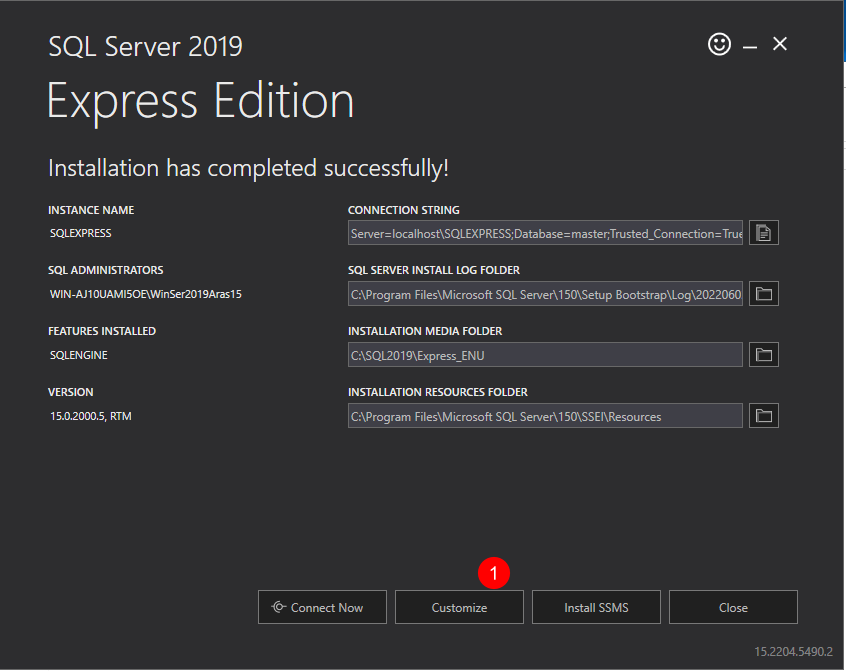 SQL Server 2019
Express Edition
Installation has completed successfully!
INSTANCE NAME
SQLEXPRESS
CONNECTION STRING
Server=localhost\SQLEXPRESS;Database=master;Trusted_Connection=True
SQL ADMINISTRATORS
WIN-AJ10UAMI5OE\WinSer2019Aras15
SQL SERVER INSTALL LOG FOLDER
C:\Program Files\Microsoft SQL Server\150\Setup Bootstrap\Log\2022060
FEATURES INSTALLED
SQLENGINE
INSTALLATION MEDIA FOLDER
C:\SQL2019\Express_ENU
VERSION
15.0.2000.5, RTM
INSTALLATION RESOURCES FOLDER
C:\Program Files\Microsoft SQL Server\150\SSEI\Resources
1
Connect Now
Customize
Install SSMS
Close
15.2204.5490.2